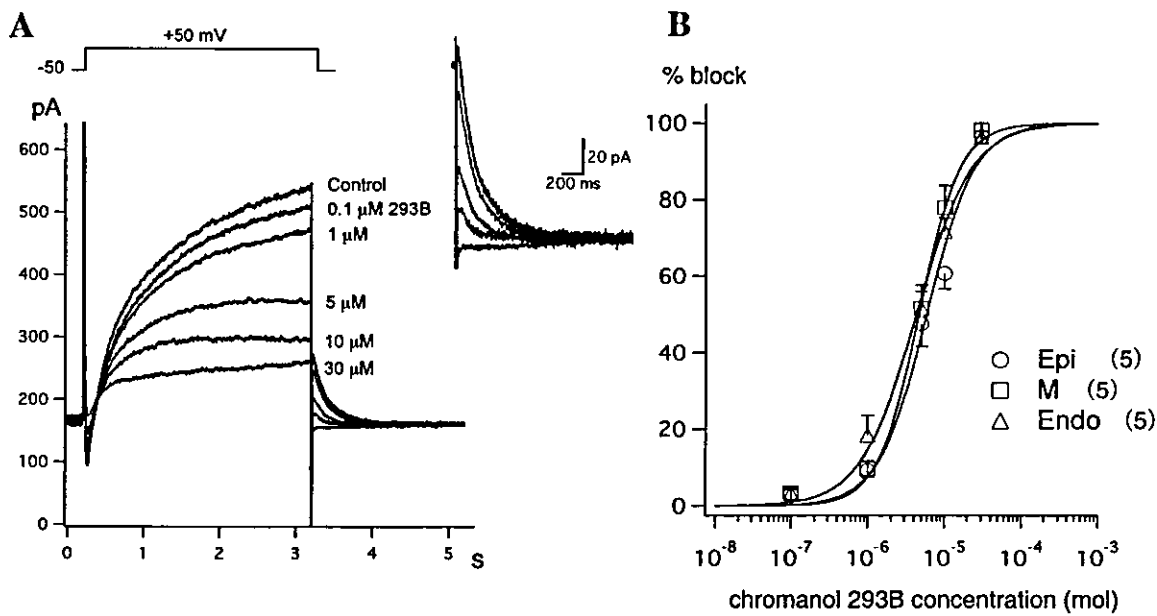 A
+50 mV
-50
pA
600
500
400
300
200
100
0
0
1
2
3
4
5
S
Control
0.1 µM 293B
1 µM
5 µM
10 µM
30 µM
20 pA
200 ms
B
% block
100
80
60
40
20
0
10⁻⁸
10⁻⁷
10⁻⁶
10⁻⁵
10⁻⁴
10⁻³
Epi (5)
M (5)
Endo (5)
chromanol 293B concentration (mol)